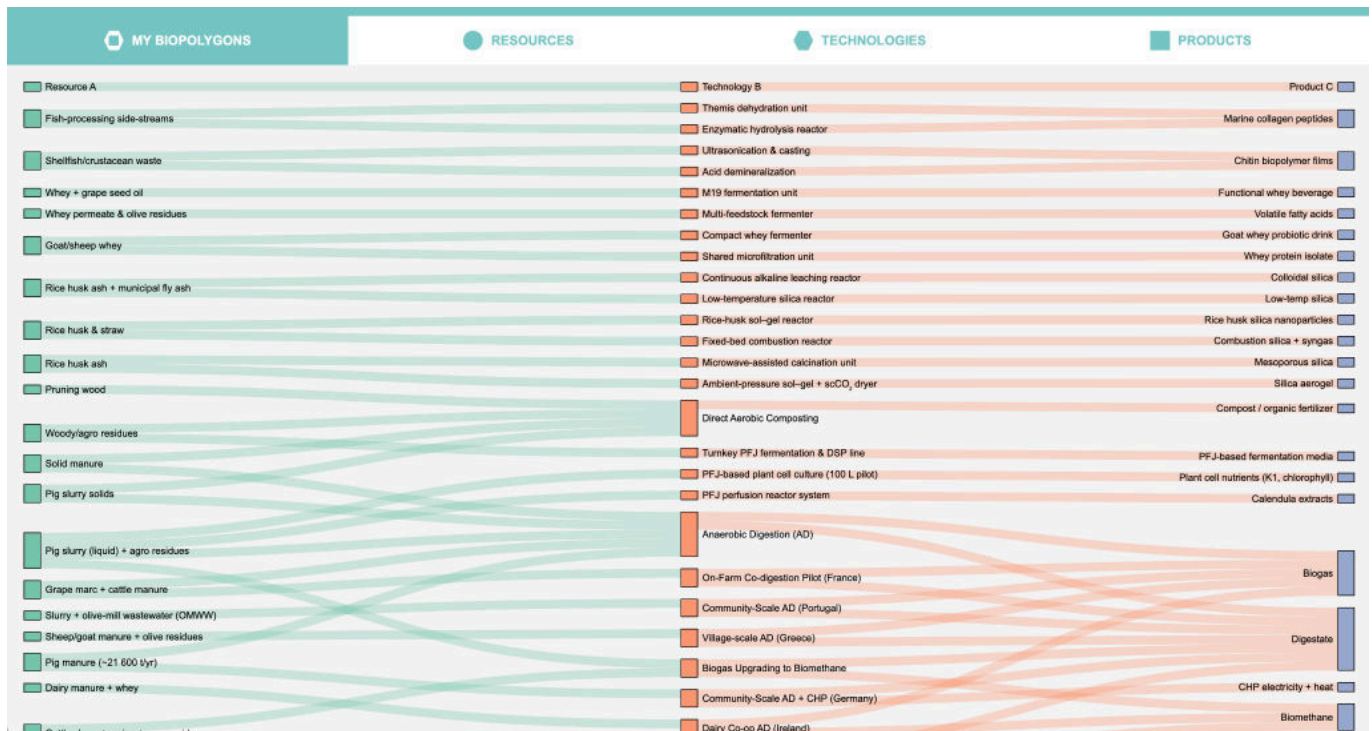 MY BIOPOLYGONS
RESOURCES
TECHNOLOGIES
PRODUCTS
Resource A
Fish-processing side-streams
Shellfish/crustacean waste
Whey + grape seed oil
Whey permeate & olive residues
Goat/sheep whey
Rice husk ash + municipal fly ash
Rice husk & straw
Rice husk ash
Pruning wood
Woody/agro residues
Solid manure
Pig slurry solids
Pig slurry (liquid) + agro residues
Grape marc + cattle manure
Slurry + olive-mill wastewater (OMWW)
Sheep/goat manure + olive residues
Pig manure (~21 600 t/yr)
Dairy manure + whey
Technology B
Themis dehydration unit
Enzymatic hydrolysis reactor
Ultrasonication & casting
Acid demineralization
M19 fermentation unit
Multi-feedstock fermenter
Compact whey fermenter
Shared microfiltration unit
Continuous alkaline leaching reactor
Low-temperature silica reactor
Rice-husk sol–gel reactor
Fixed-bed combustion reactor
Microwave-assisted calcination unit
Ambient-pressure sol–gel + scCO₂ dryer
Direct Aerobic Composting
Turnkey PFJ fermentation & DSP line
PFJ-based plant cell culture (100 L pilot)
PFJ perfusion reactor system
Anaerobic Digestion (AD)
On-Farm Co-digestion Pilot (France)
Community-Scale AD (Portugal)
Village-scale AD (Greece)
Biogas Upgrading to Biomethane
Community-Scale AD + CHP (Germany)
Dairy Co-op AD (Ireland)
Product C
Marine collagen peptides
Chitin biopolymer films
Functional whey beverage
Volatile fatty acids
Goat whey probiotic drink
Whey protein isolate
Colloidal silica
Low-temp silica
Rice husk silica nanoparticles
Combustion silica + syngas
Mesoporous silica
Silica aerogel
Compost / organic fertilizer
PFJ-based fermentation media
Plant cell nutrients (K1, chlorophyll)
Calendula extracts
Biogas
Digestate
CHP electricity + heat
Biomethane